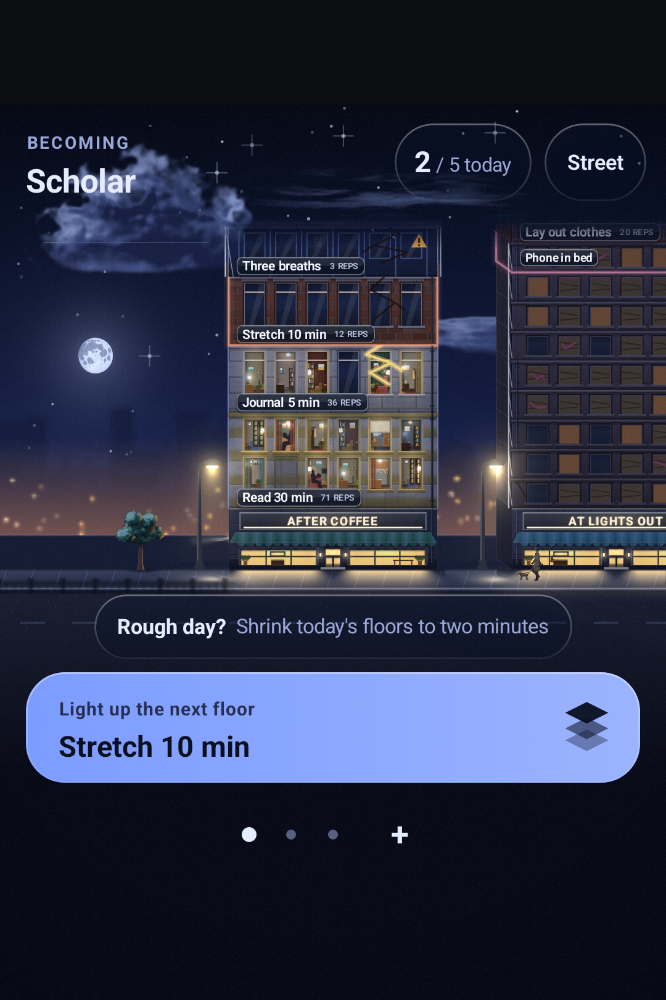 BECOMING
Scholar
2 / 5 today
Street
Three breaths 3 REPS
Stretch 10 min 12 REPS
Journal 5 min 36 REPS
Read 30 min 71 REPS
AFTER COFFEE
Lay out clothes 20 REPS
Phone in bed
AT LIGHTS OUT
Rough day? Shrink today's floors to two minutes
Light up the next floor
Stretch 10 min